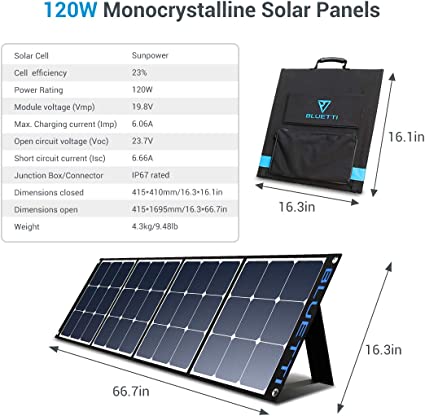 120W Monocrystalline Solar Panels
Solar Cell Sunpower
Cell efficiency 23%
Power Rating 120W
Module voltage (Vmp) 19.8V
Max. Charging current (Imp) 6.06A
Open circuit voltage (Voc) 23.7V
Short circuit current (Isc) 6.66A
Junction Box/Connector IP67 rated
Dimensions closed 415*410mm/16.3*16.1in
Dimensions open 415*1695mm/16.3*66.7in
Weight 4.3kg/9.48lb
BLUETTI
16.1in
16.3in
BLUETTI
16.3in
66.7in